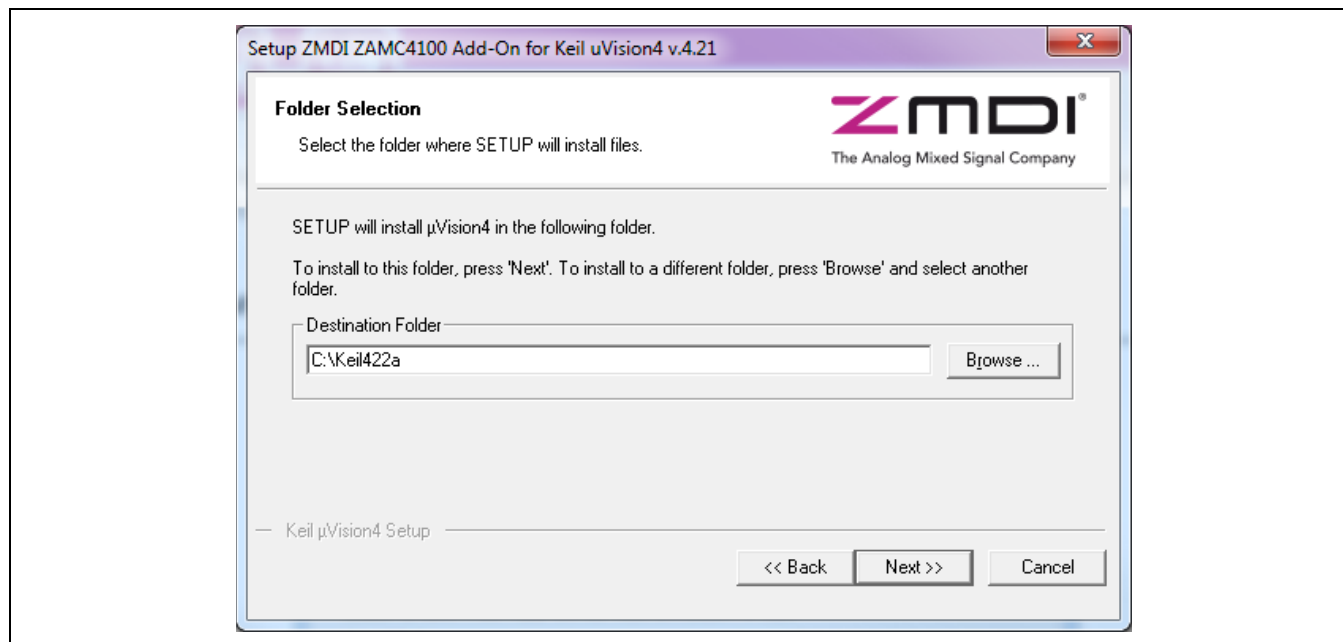 Setup ZMDI ZAMC4100 Add-On for Keil uVision4 v.4.21
Folder Selection
Select the folder where SETUP will install files.
ZMDI®
The Analog Mixed Signal Company
SETUP will install µVision4 in the following folder.
To install to this folder, press 'Next'. To install to a different folder, press 'Browse' and select another
folder.
Destination Folder
C:\Keil422a
Browse ...
Keil µVision4 Setup
<< Back
Next >>
Cancel